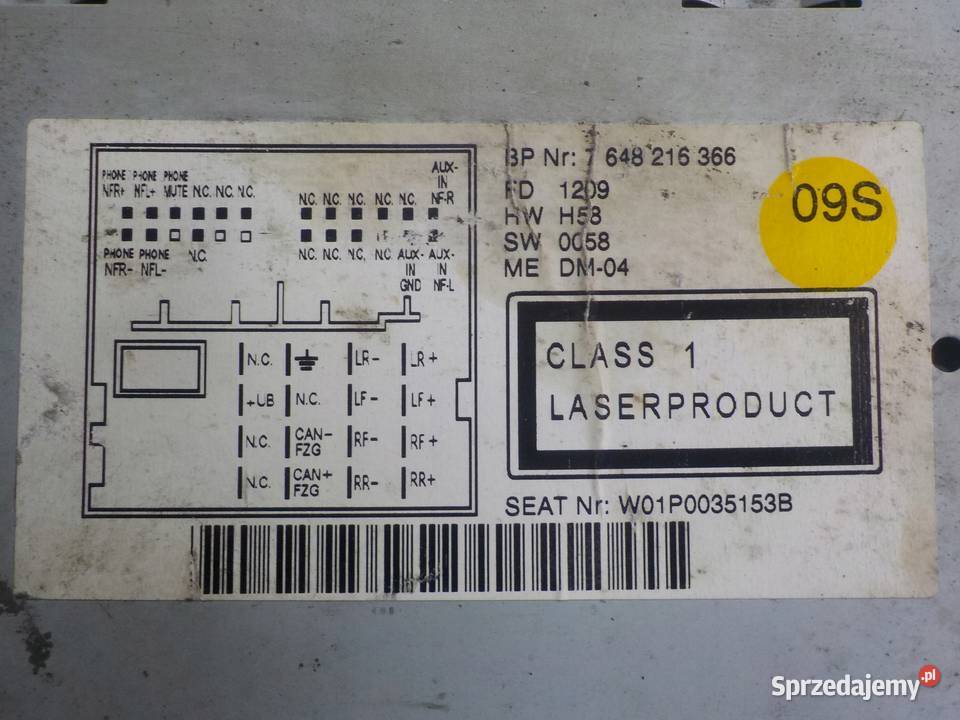 PHONE PHONE PHONE
NFR+ NFL+ MUTE N.C. N.C. N.C.
AUX-
IN
N.C. N.C. N.C. N.C. N.C. NF-R
PHONE PHONE N.C.
NFR- NFL-
N.C. N.C. N.C. N.C. AUX- AUX-
IN IN
GND NF-L
N.C. LR- LR+
+UB N.C. LF- LF+
N.C. CAN- FZG RF- RF+
N.C. CAN+ FZG RR- RR+
BP Nr: 7 648 216 366
FD 1209
HW H58
SW 0058
ME DM-04
09S
CLASS 1
LASERPRODUCT
SEAT Nr: W01P0035153B
Sprzedajemy.pl